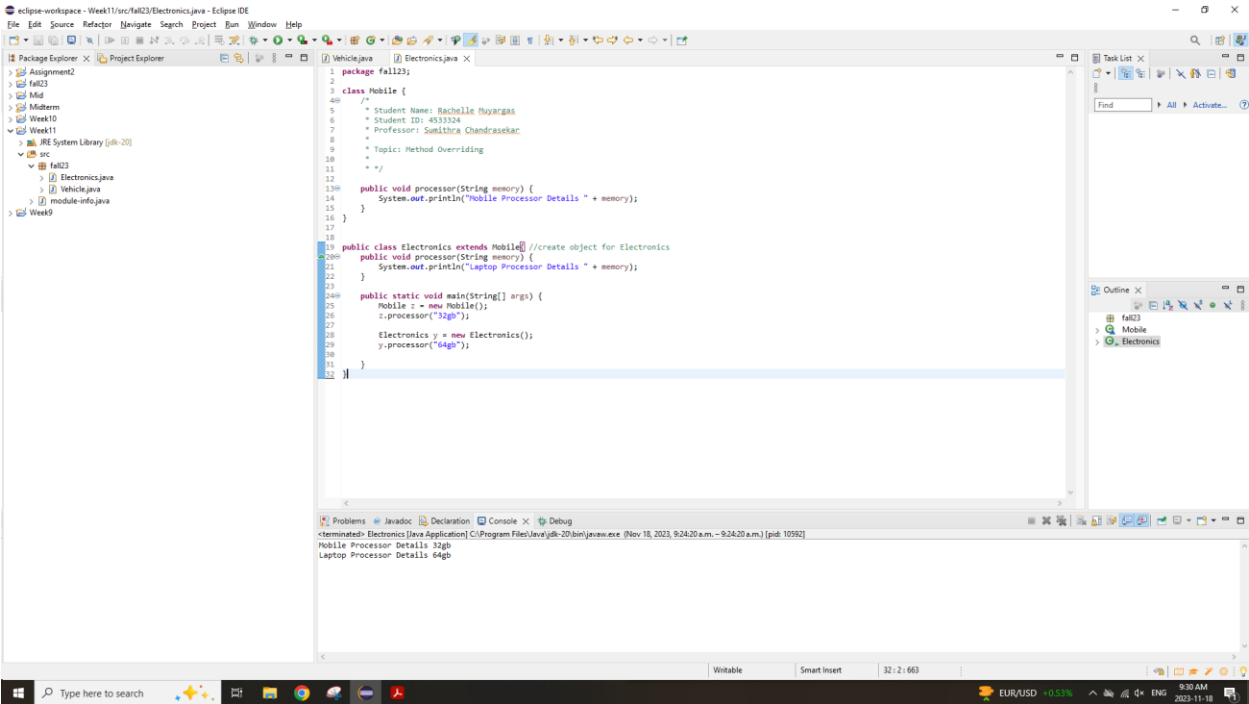 eclipse-workspace - Week11/src/fall23/Electronics.java - Eclipse IDE
File Edit Source Refactor Navigate Search Project Run Window Help
Package Explorer Project Explorer
Assignment2
fall23
Mid
Midterm
Week10
Week11
JRE System Library [jdk-20]
src
fall23
Electronics.java
Vehicle.java
module-info.java
Week9
Vehicle.java Electronics.java
1 package fall23;
2
3 class Mobile {
4 /*
5 * Student Name: Rachelle Muyargas
6 * Student ID: 4533324
7 * Professor: Sumithra Chandrasekar
8 *
9 * Topic: Method Overriding
10 *
11 * */
12
13 public void processor(String memory) {
14 System.out.println("Mobile Processor Details " + memory);
15 }
16 }
17
18
19 public class Electronics extends Mobile{ //create object for Electronics
20 public void processor(String memory) {
21 System.out.println("Laptop Processor Details " + memory);
22 }
23
24 public static void main(String[] args) {
25 Mobile z = new Mobile();
26 z.processor("32gb");
27
28 Electronics y = new Electronics();
29 y.processor("64gb");
30
31 }
32 }
Task List
Find All Activate...
Outline
fall23
Mobile
Electronics
Problems Javadoc Declaration Console Debug
<terminated> Electronics [Java Application] C:\Program Files\Java\jdk-20\bin\javaw.exe (Nov 18, 2023, 9:24:20 a.m. – 9:24:20 a.m.) [pid: 10592]
Mobile Processor Details 32gb
Laptop Processor Details 64gb
Writable Smart Insert 32 : 2 : 663
Type here to search
EUR/USD +0.53% ENG 9:30 AM
2023-11-18